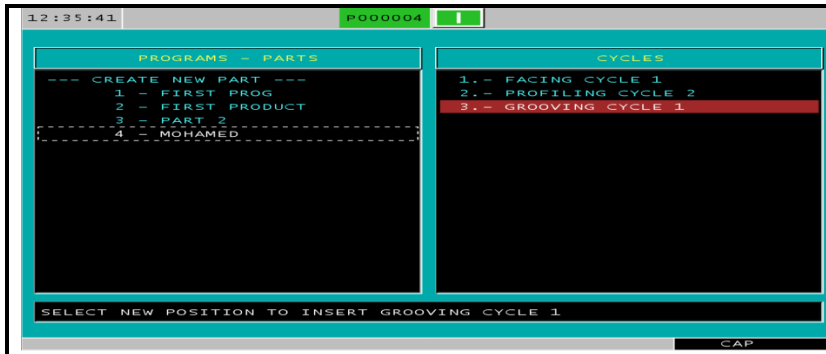 12:35:41 P000004
PROGRAMS - PARTS
--- CREATE NEW PART ---
1 - FIRST PROG
2 - FIRST PRODUCT
3 - PART 2
4 - MOHAMED
CYCLES
1.- FACING CYCLE 1
2.- PROFILING CYCLE 2
3.- GROOVING CYCLE 1
SELECT NEW POSITION TO INSERT GROOVING CYCLE 1
CAP